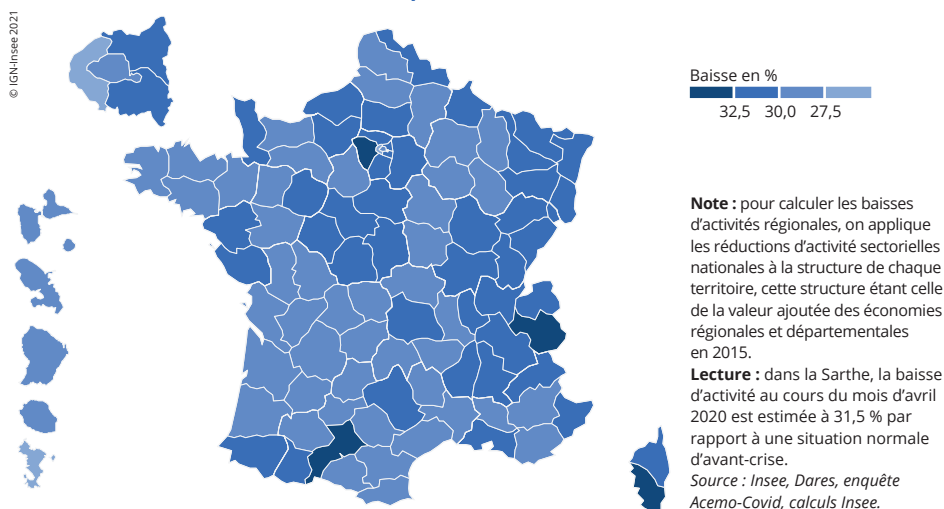 © IGN-Insee 2021
Baisse en %
32,5 30,0 27,5
Note : pour calculer les baisses
d’activités régionales, on applique
les réductions d’activité sectorielles
nationales à la structure de chaque
territoire, cette structure étant celle
de la valeur ajoutée des économies
régionales et départementales
en 2015.
Lecture : dans la Sarthe, la baisse
d’activité au cours du mois d’avril
2020 est estimée à 31,5 % par
rapport à une situation normale
d’avant-crise.
Source : Insee, Dares, enquête
Acemo-Covid, calculs Insee.